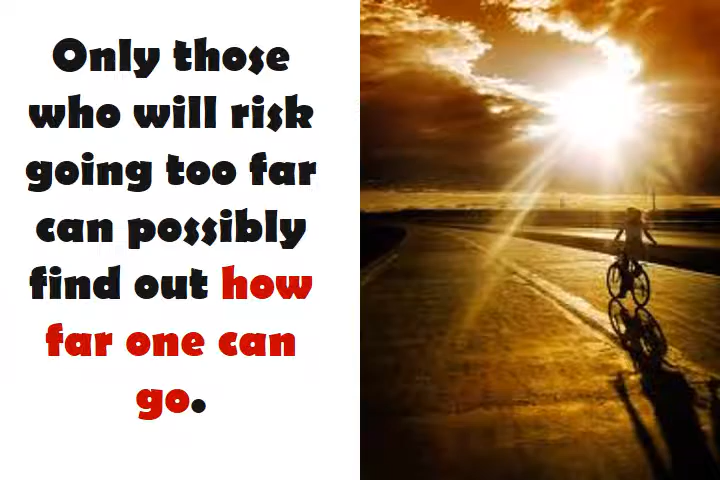 Only those
who will risk
going too far
can possibly
find out how
far one can
go.